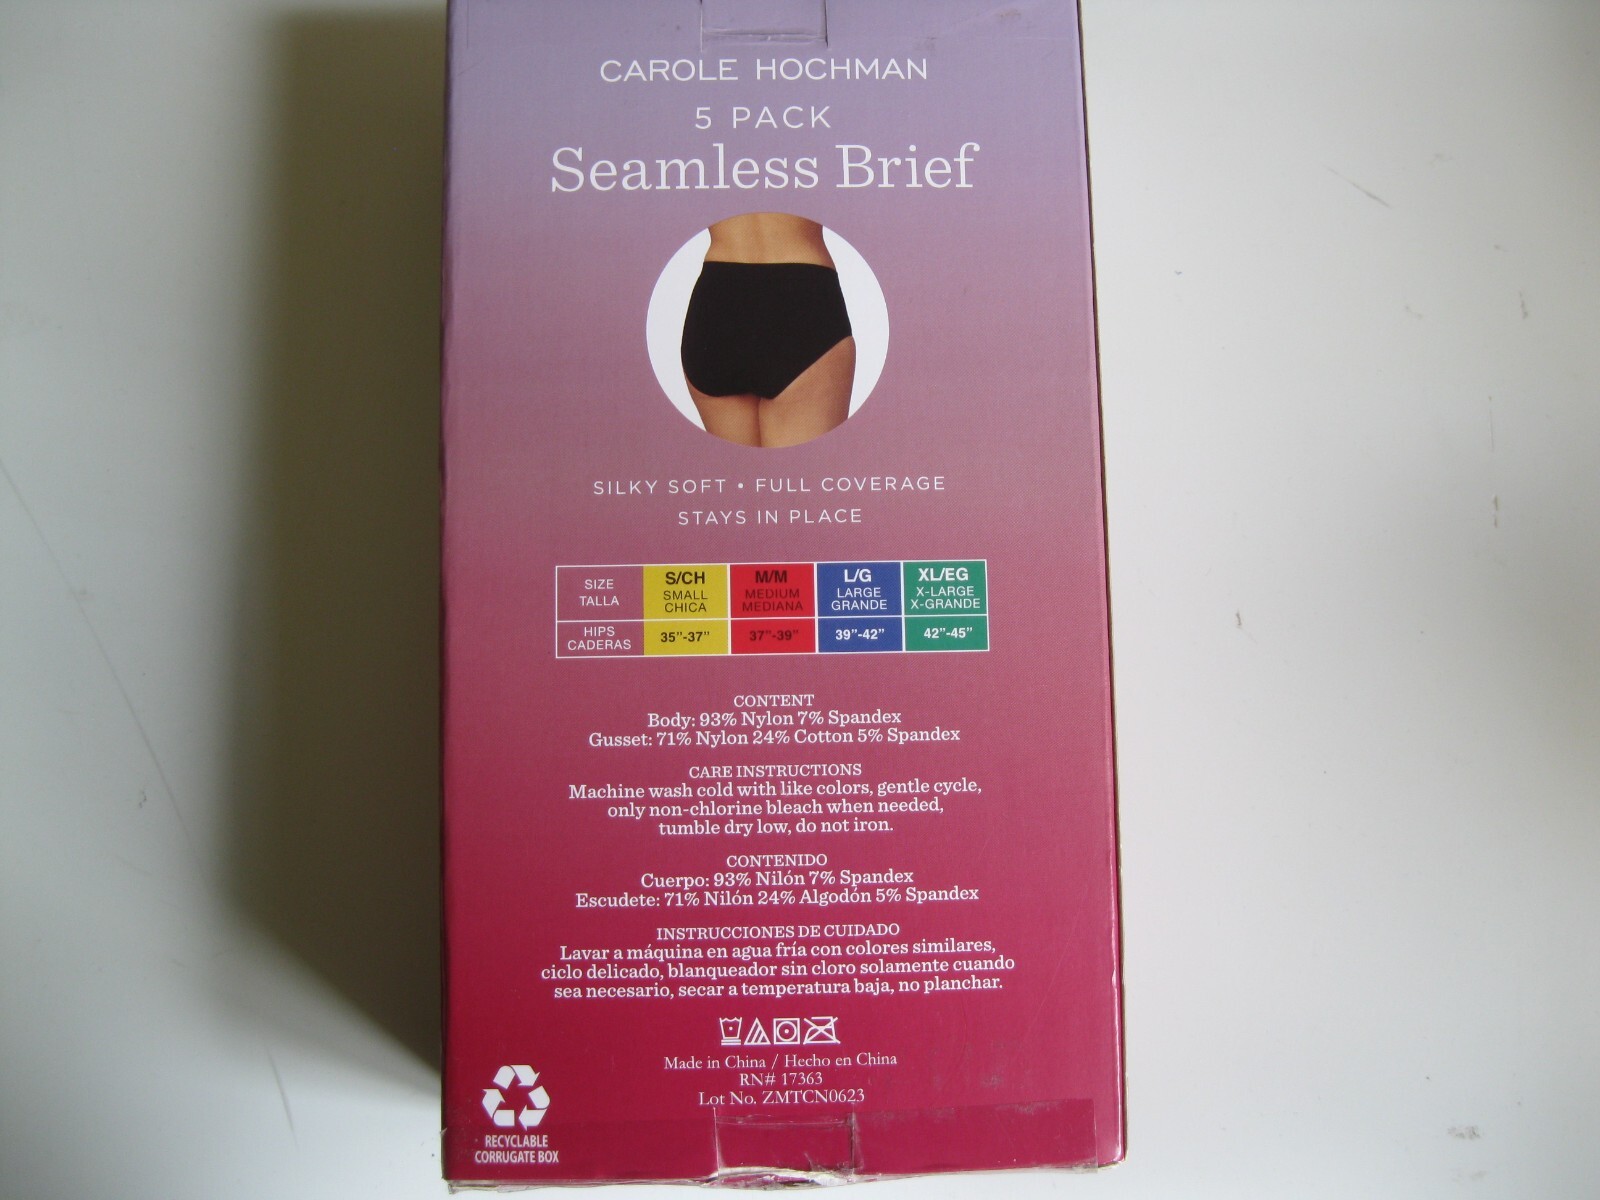 CAROLE HOCHMAN
5 PACK
Seamless Brief
SILKY SOFT • FULL COVERAGE
STAYS IN PLACE
SIZE
TALLA
S/CH
SMALL
CHICA
M/M
MEDIUM
MEDIANA
L/G
LARGE
GRANDE
XL/EG
X-LARGE
X-GRANDE
HIPS
CADERAS
35”-37”
37”-39”
39”-42”
42”-45”
CONTENT
Body: 93% Nylon 7% Spandex
Gusset: 71% Nylon 24% Cotton 5% Spandex
CARE INSTRUCTIONS
Machine wash cold with like colors, gentle cycle,
only non-chlorine bleach when needed,
tumble dry low, do not iron.
CONTENIDO
Cuerpo: 93% Nilón 7% Spandex
Escudete: 71% Nilón 24% Algodón 5% Spandex
INSTRUCCIONES DE CUIDADO
Lavar a máquina en agua fría con colores similares,
ciclo delicado, blanqueador sin cloro solamente cuando
sea necesario, secar a temperatura baja, no planchar.
Made in China / Hecho en China
RN# 17363
Lot No. ZMTCN0623
RECYCLABLE
CORRUGATE BOX